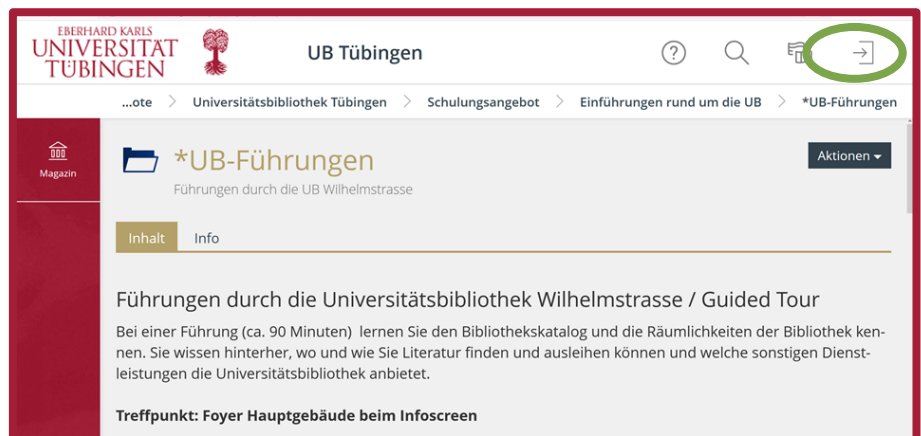 EBERHARD KARLS
UNIVERSITÄT
TÜBINGEN
UB Tübingen
?
...ote > Universitätsbibliothek Tübingen > Schulungsangebot > Einführungen rund um die UB > *UB-Führungen
Magazin
*UB-Führungen
Aktionen
Führungen durch die UB Wilhelmstrasse
Inhalt Info
Führungen durch die Universitätsbibliothek Wilhelmstrasse / Guided Tour
Bei einer Führung (ca. 90 Minuten) lernen Sie den Bibliothekskatalog und die Räumlichkeiten der Bibliothek ken-
nen. Sie wissen hinterher, wo und wie Sie Literatur finden und ausleihen können und welche sonstigen Dienst-
leistungen die Universitätsbibliothek anbietet.
Treffpunkt: Foyer Hauptgebäude beim Infoscreen